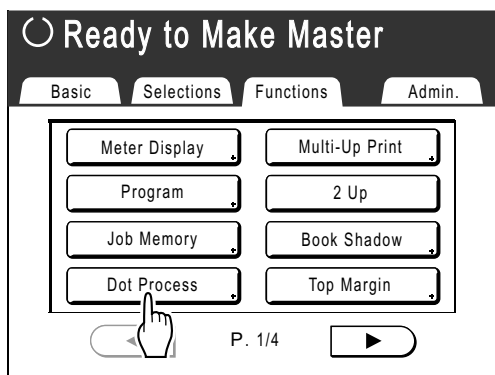 Ready to Make Master
Basic Selections Functions Admin.
Meter Display Multi-Up Print
Program 2 Up
Job Memory Book Shadow
Dot Process Top Margin
P. 1/4